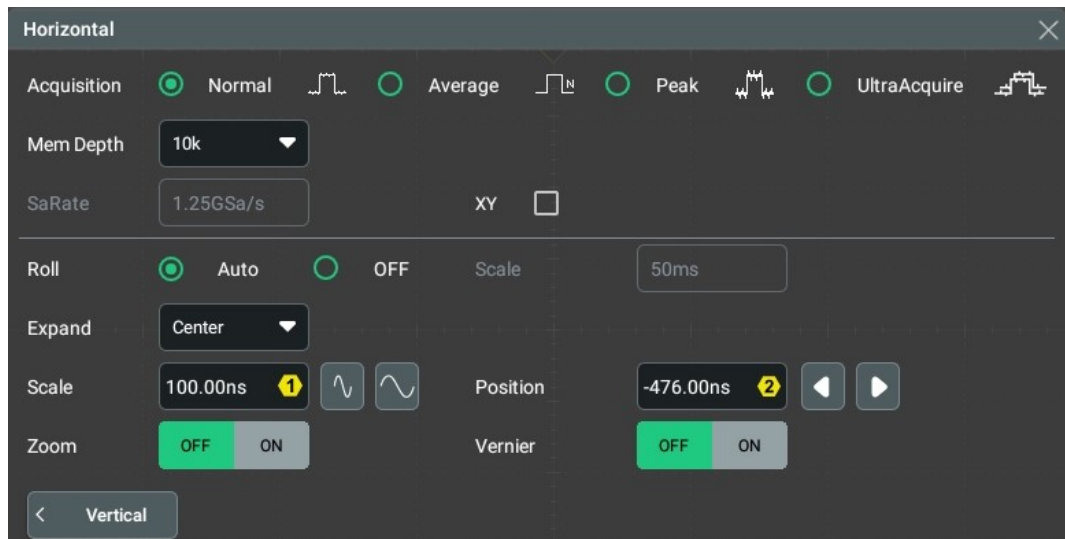 Horizontal
Acquisition Normal Average N Peak UltraAcquire
Mem Depth 10k
SaRate 1.25GSa/s XY
Roll Auto OFF Scale 50ms
Expand Center
Scale 100.00ns 1 Position -476.00ns 2
Zoom OFF ON Vernier OFF ON
Vertical